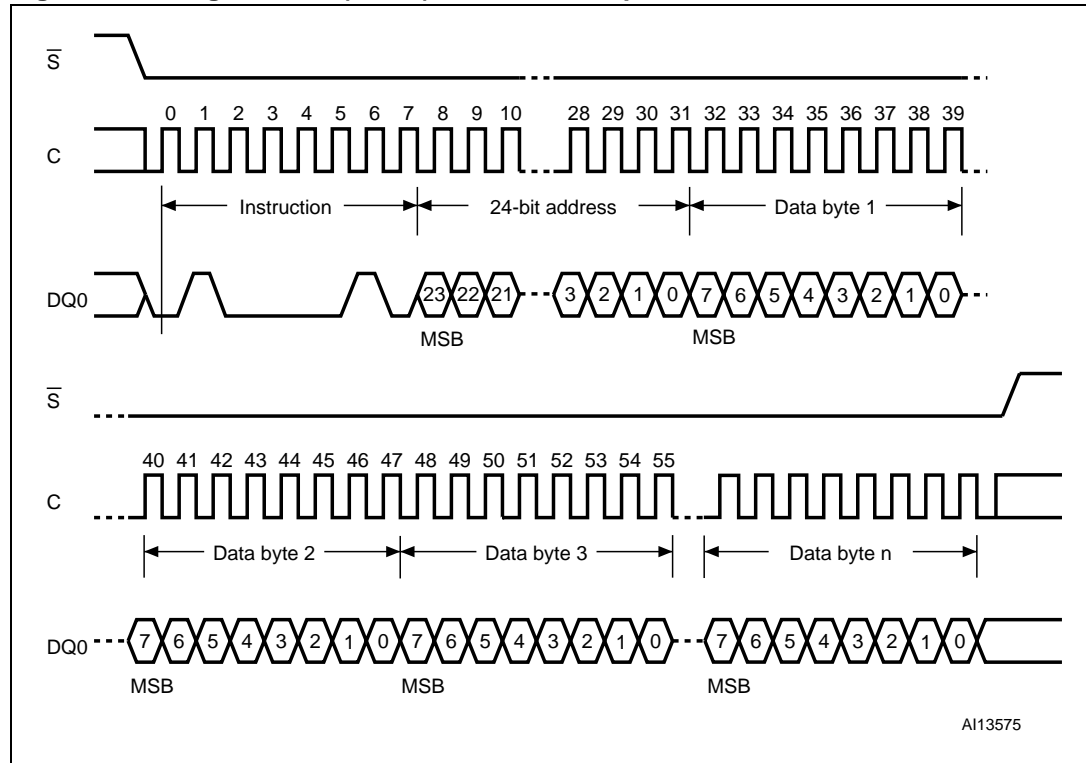 S
0 1 2 3 4 5 6 7 8 9 10 28 29 30 31 32 33 34 35 36 37 38 39
C
Instruction 24-bit address Data byte 1
DQ0 23 22 21 3 2 1 0 7 6 5 4 3 2 1 0
MSB MSB
S
40 41 42 43 44 45 46 47 48 49 50 51 52 53 54 55
C
Data byte 2 Data byte 3 Data byte n
DQ0 7 6 5 4 3 2 1 0 7 6 5 4 3 2 1 0 7 6 5 4 3 2 1 0
MSB MSB MSB
AI13575